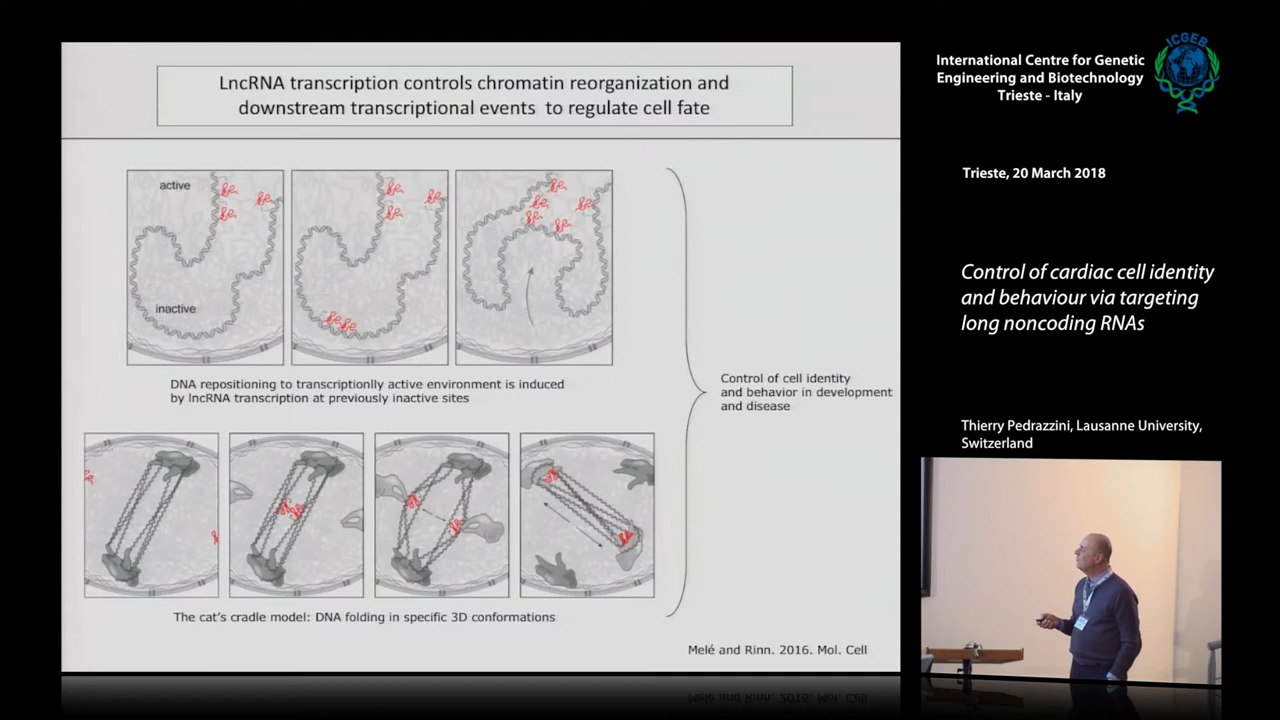 LncRNA transcription controls chromatin reorganization and
downstream transcriptional events to regulate cell fate
active
inactive
DNA repositioning to transcriptionlly active environment is induced
by lncRNA transcription at previously inactive sites
Control of cell identity
and behavior in development
and disease
The cat's cradle model: DNA folding in specific 3D conformations
Melé and Rinn. 2016. Mol. Cell
International Centre for Genetic
Engineering and Biotechnology
Trieste - Italy
ICGEB
Trieste, 20 March 2018
Control of cardiac cell identity
and behaviour via targeting
long noncoding RNAs
Thierry Pedrazzini, Lausanne University,
Switzerland